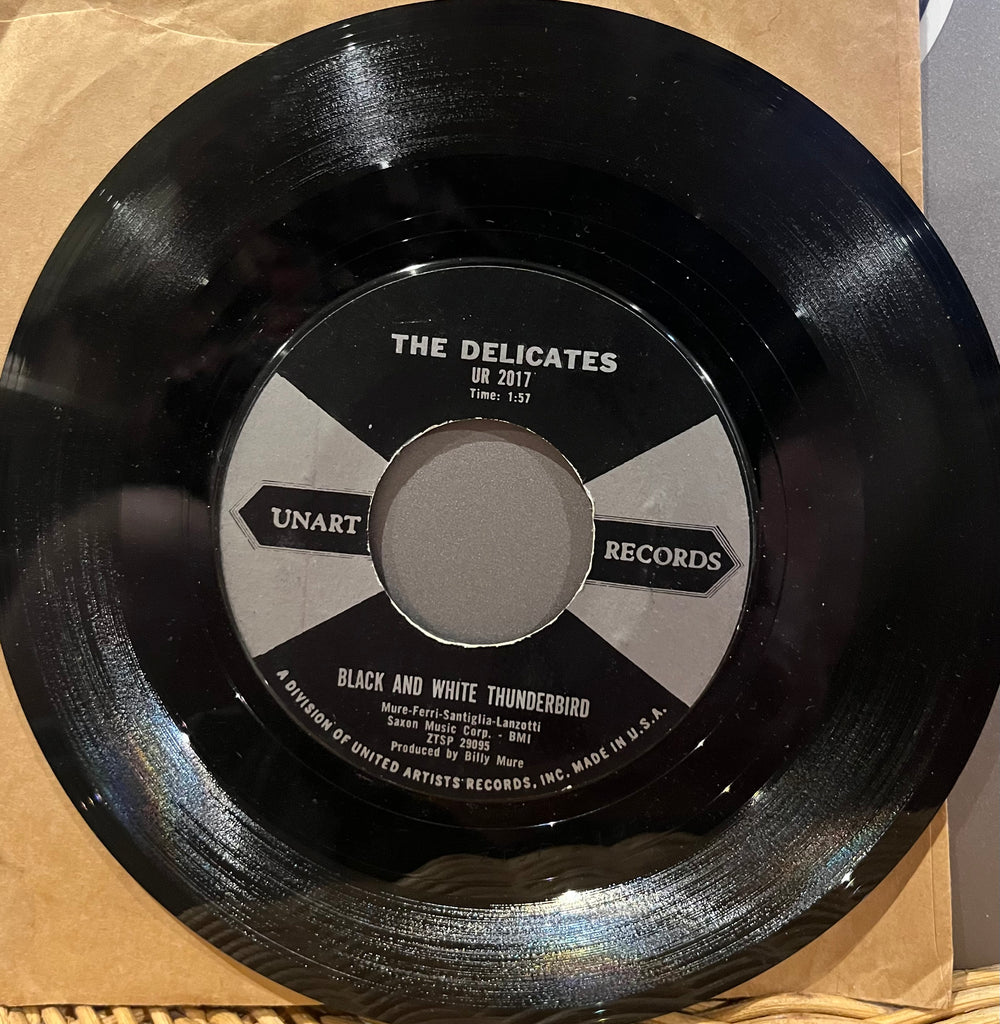 THE DELICATES
UR 2017
Time: 1:57
UNART
RECORDS
BLACK AND WHITE THUNDERBIRD
Mure-Ferri-Santiglia-Lanzotti
Saxon Music Corp. - BMI
ZTSP 29095
Produced by Billy Mure
A DIVISION OF UNITED ARTISTS RECORDS, INC. MADE IN U.S.A.